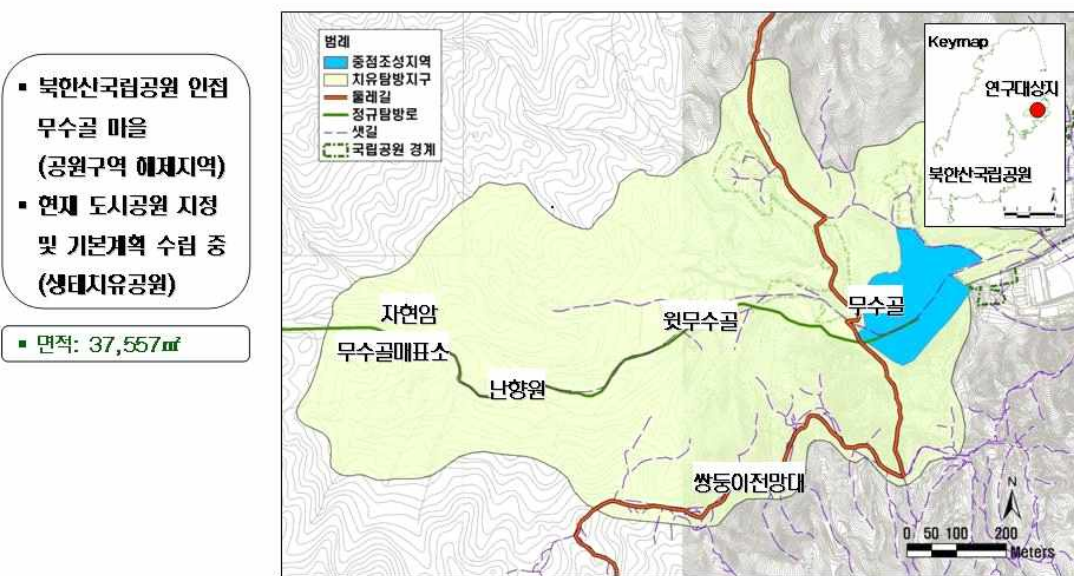 ▪ 북한산국립공원 인접
무수골 마을
(공원구역 해제지역)
▪ 현재 도시공원 지정
및 기본계획 수립 중
(생태치유공원)
▪ 면적: 37,557㎡
범례
중점조성지역
치유탐방지구
둘레길
정규탐방로
샛길
국립공원 경계
Keymap
연구대상지
북한산국립공원
자현암
무수골매표소
난향원
윗무수골
무수골
쌍둥이전망대
N
0 50 100 200
Meters